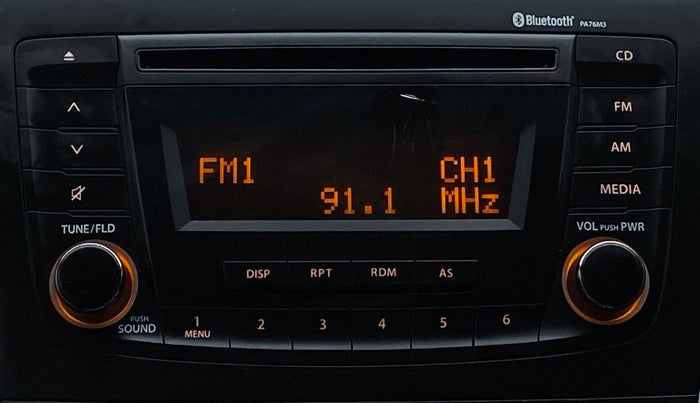 Bluetooth® PA76M3
CD
FM
AM
MEDIA
FM1 CH1
91.1 MHz
TUNE/FLD
VOL PUSH PWR
DISP RPT RDM AS
PUSH
SOUND
1 2 3 4 5 6
MENU